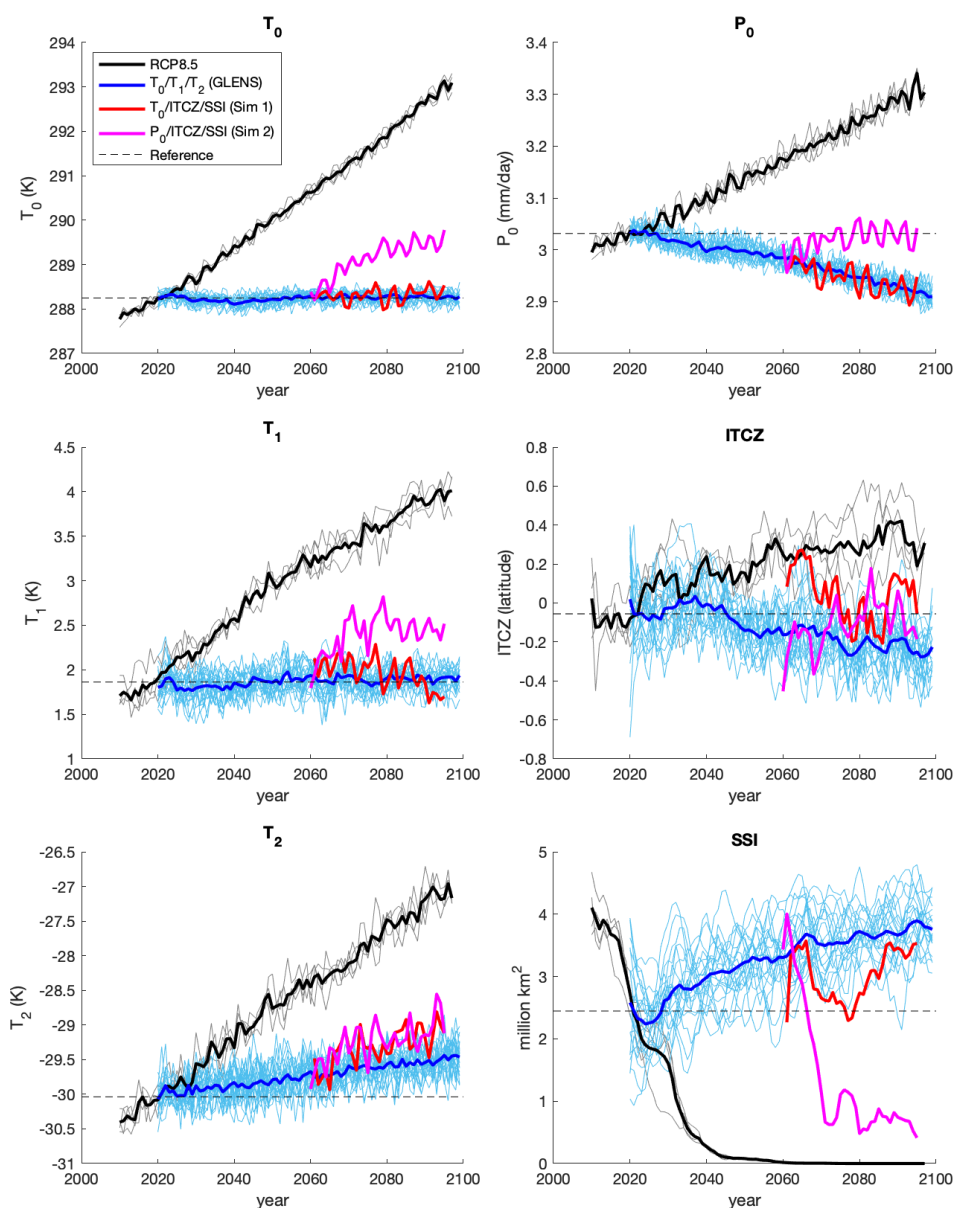 T0
P0
294
293
292
291
290
289
288
287
T0 (K)
RCP8.5
T0/T1/T2 (GLENS)
T0/ITCZ/SSI (Sim 1)
P0/ITCZ/SSI (Sim 2)
Reference
2000 2020 2040 2060 2080 2100
year
3.4
3.3
3.2
3.1
3
2.9
2.8
P0 (mm/day)
2000 2020 2040 2060 2080 2100
year
T1
ITCZ
4.5
4
3.5
3
2.5
2
1.5
1
T1 (K)
2000 2020 2040 2060 2080 2100
year
0.8
0.6
0.4
0.2
0
-0.2
-0.4
-0.6
-0.8
ITCZ (latitude)
2000 2020 2040 2060 2080 2100
year
T2
SSI
-26.5
-27
-27.5
-28
-28.5
-29
-29.5
-30
-30.5
-31
T2 (K)
2000 2020 2040 2060 2080 2100
year
5
4
3
2
1
0
million km2
2000 2020 2040 2060 2080 2100
year